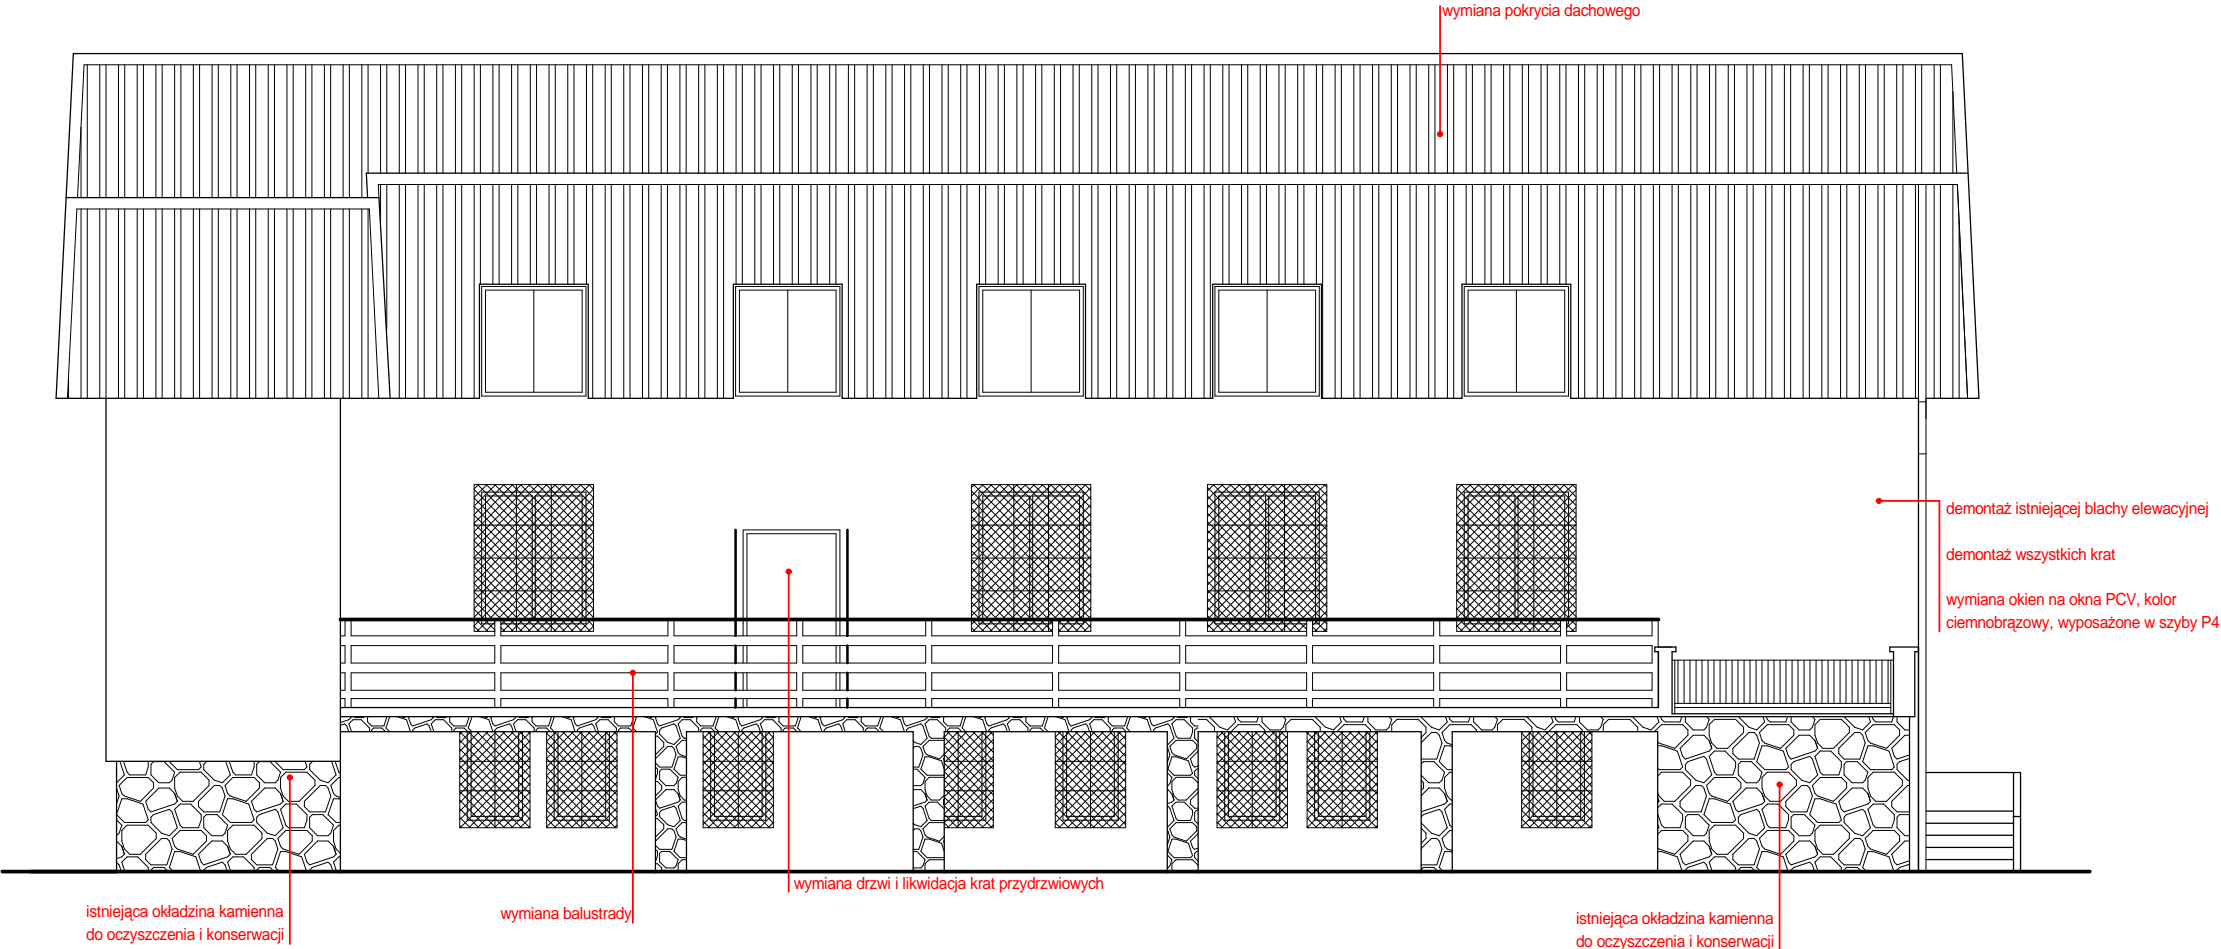 wymiana pokrycia dachowego
demontaż istniejącej blachy elewacyjnej
demontaż wszystkich krat
wymiana okien na okna PCV, kolor
ciemnobrązowy, wyposażone w szyby P4
wymiana drzwi i likwidacja krat przydrzwiowych
istniejąca okładzina kamienna
do oczyszczenia i konserwacji
wymiana balustrady
istniejąca okładzina kamienna
do oczyszczenia i konserwacji